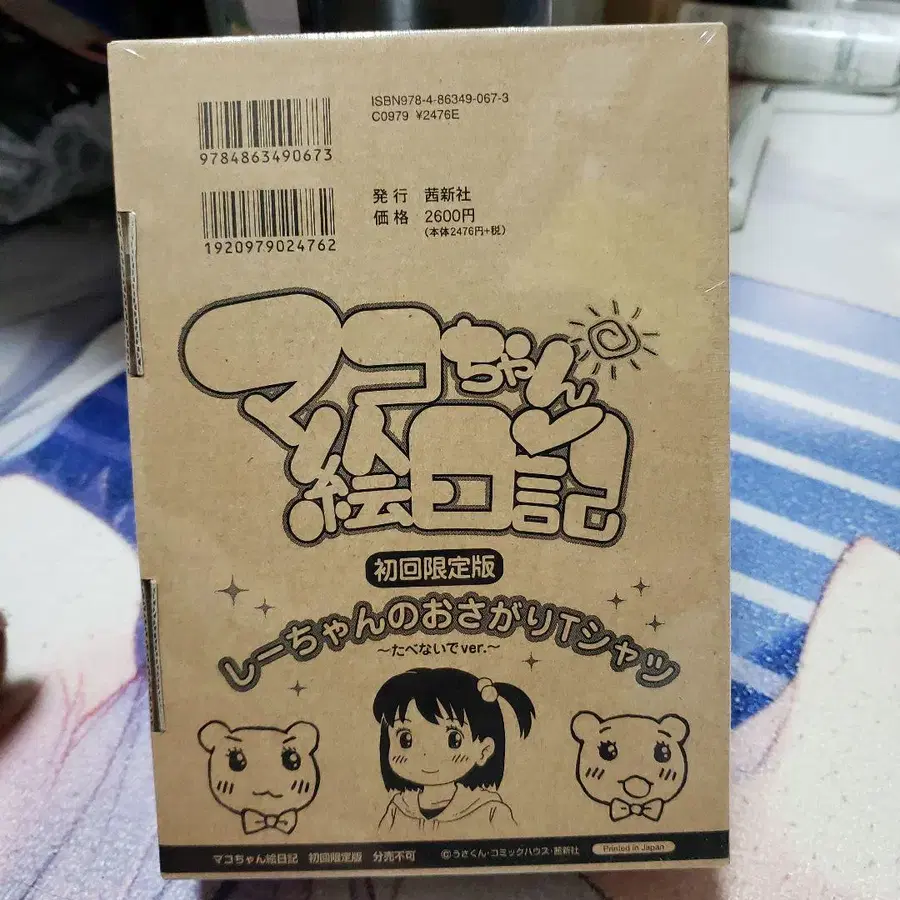 ISBN978-4-86349-067-3
C0979 ¥2476E
9784863490673
発行 茜新社
価格 2600円
(本体2476円+税)
1920979024762
マコちゃん
絵日記
初回限定版
しーちゃんのおさがりTシャツ
〜たべないでver.〜
マコちゃん絵日記 初回限定版 分売不可 ©うさくん・コミックハウス・茜新社 Printed in Japan